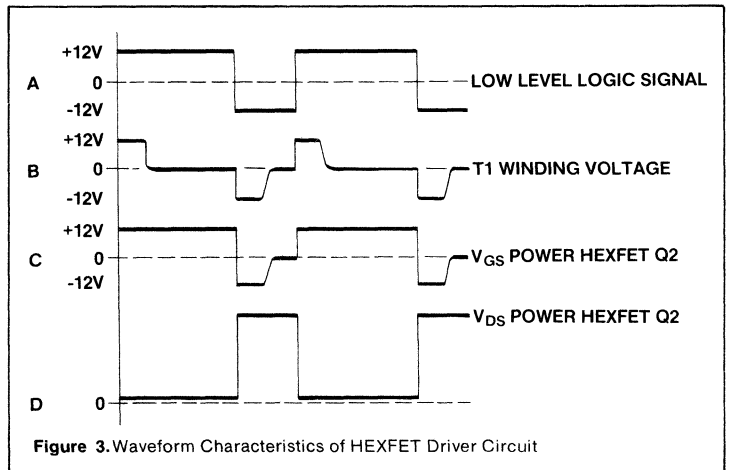 +12V
A 0 LOW LEVEL LOGIC SIGNAL
-12V
+12V
B 0 T1 WINDING VOLTAGE
-12V
+12V
C 0 VGS POWER HEXFET Q2
-12V
VDS POWER HEXFET Q2
D 0
Figure 3. Waveform Characteristics of HEXFET Driver Circuit